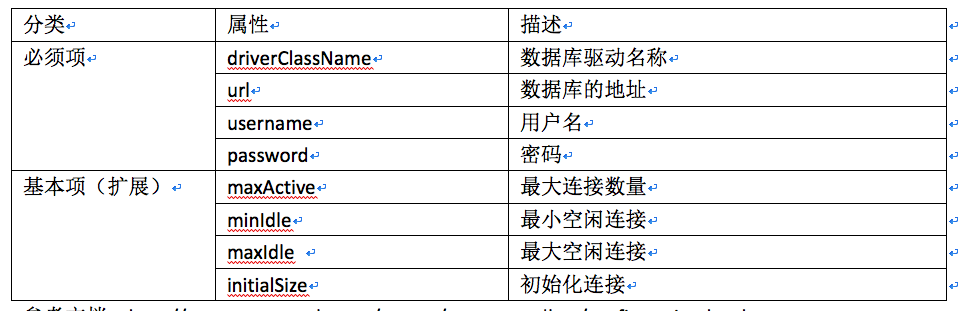 分类 属性 描述
必须项 driverClassName 数据库驱动名称
url 数据库的地址
username 用户名
password 密码
基本项（扩展） maxActive 最大连接数量
minIdle 最小空闲连接
maxIdle 最大空闲连接
initialSize 初始化连接